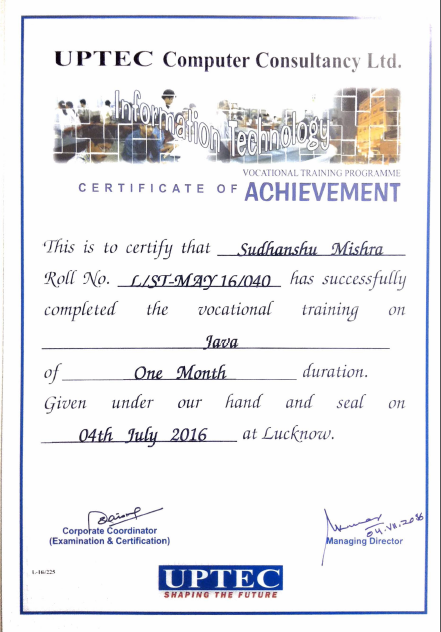 UPTEC Computer Consultancy Ltd.
Information Technology
VOCATIONAL TRAINING PROGRAMME
CERTIFICATE OF ACHIEVEMENT
This is to certify that Sudhanshu Mishra
Roll No. L/ST-MAY 16/040 has successfully
completed the vocational training on
Java
of One Month duration.
Given under our hand and seal on
04th July 2016 at Lucknow.
04.VII.2016
Corporate Coordinator
(Examination & Certification)
Managing Director
L-16/225
UPTEC
SHAPING THE FUTURE